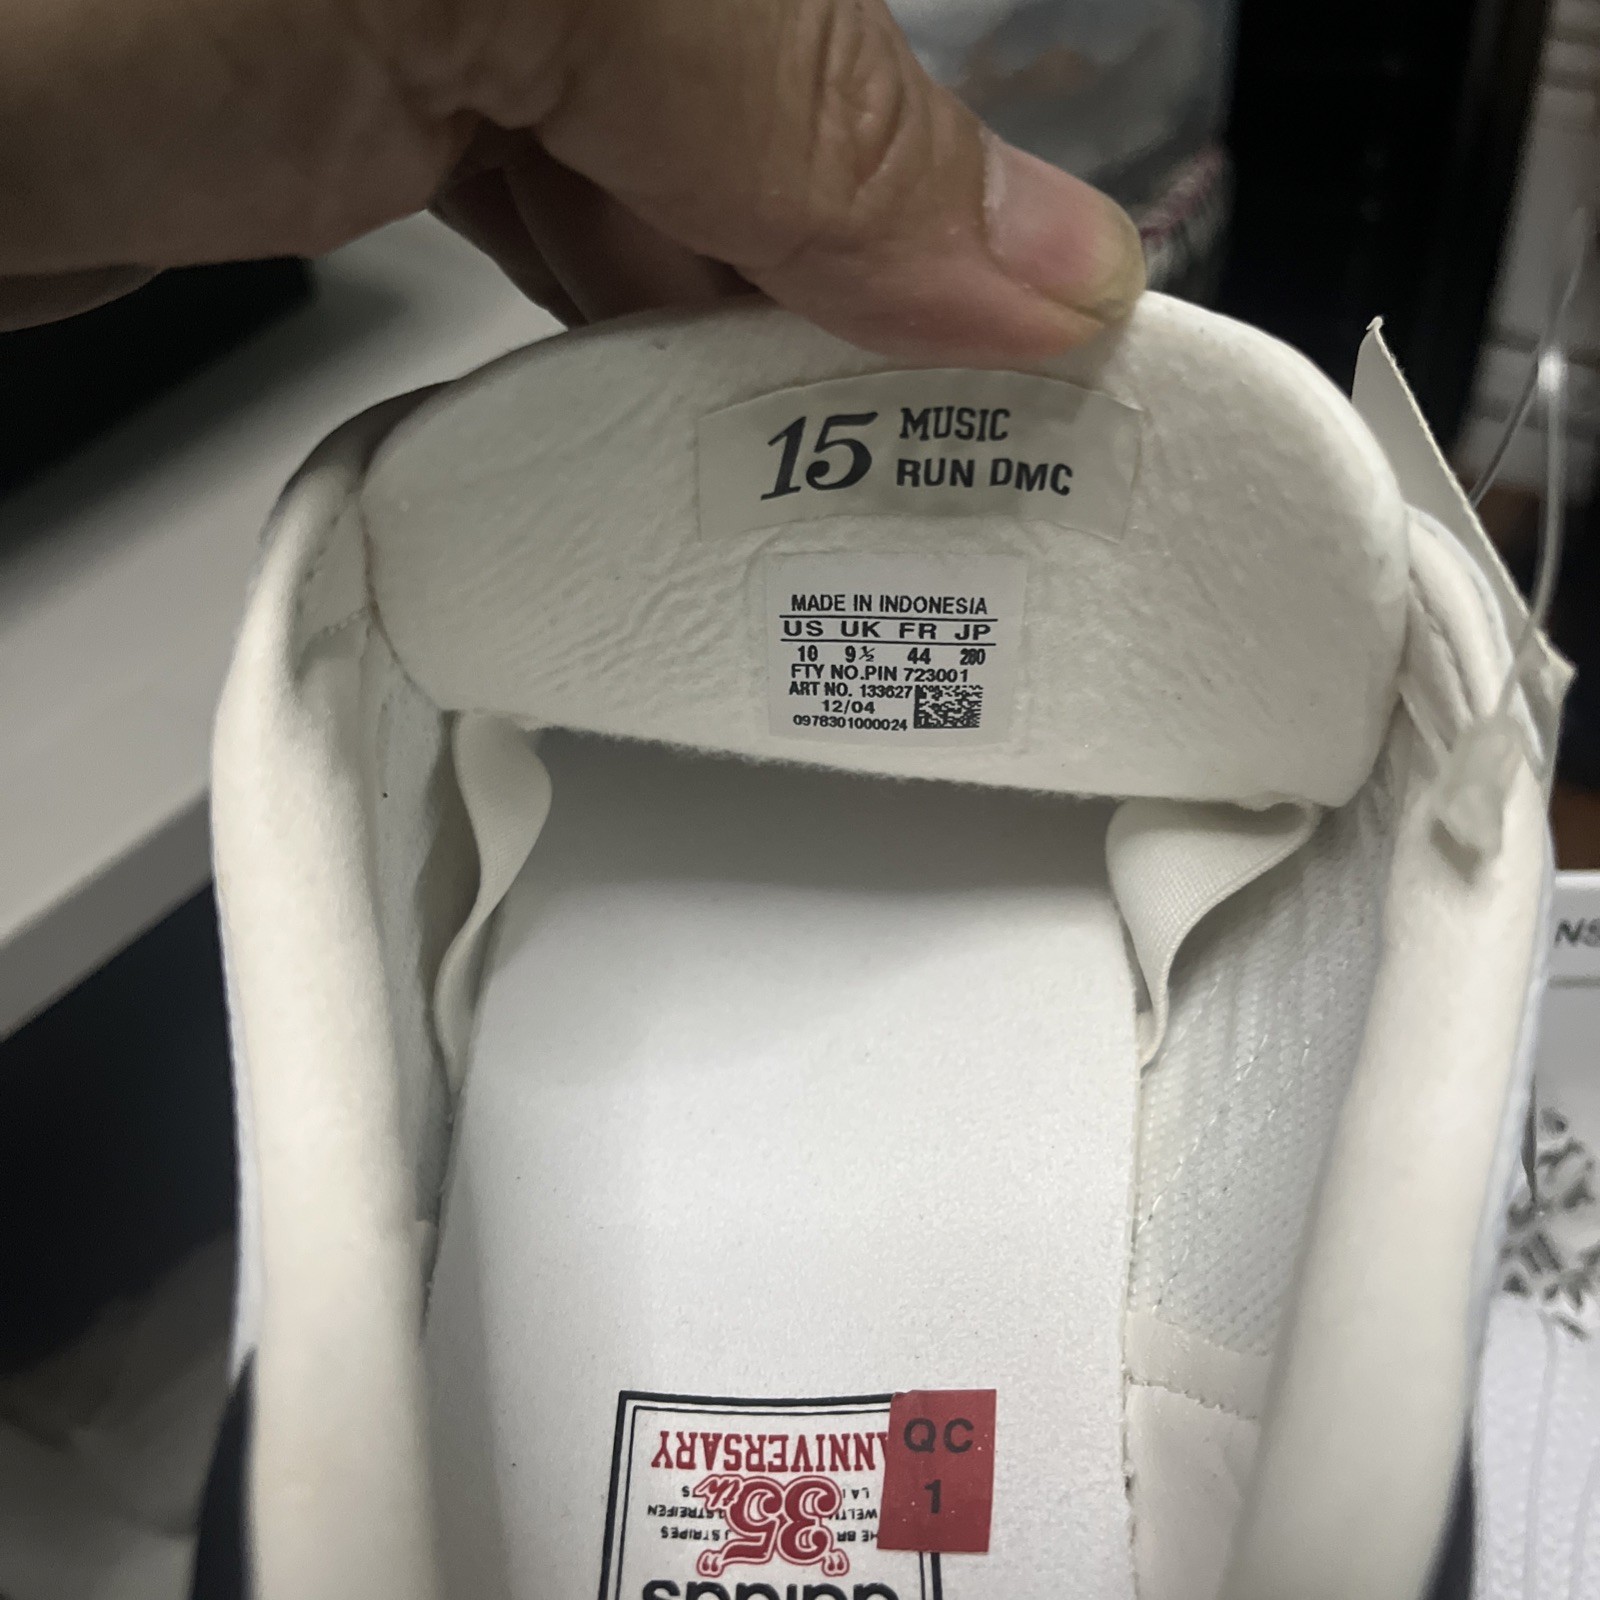 15 MUSIC
RUN DMC
MADE IN INDONESIA
US UK FR JP
10 9½ 44 280
FTY NO.PIN 723001
ART NO. 133627
12/04
0978301000024
NS
QC
1
adidas
"35th"
ANNIVERSARY